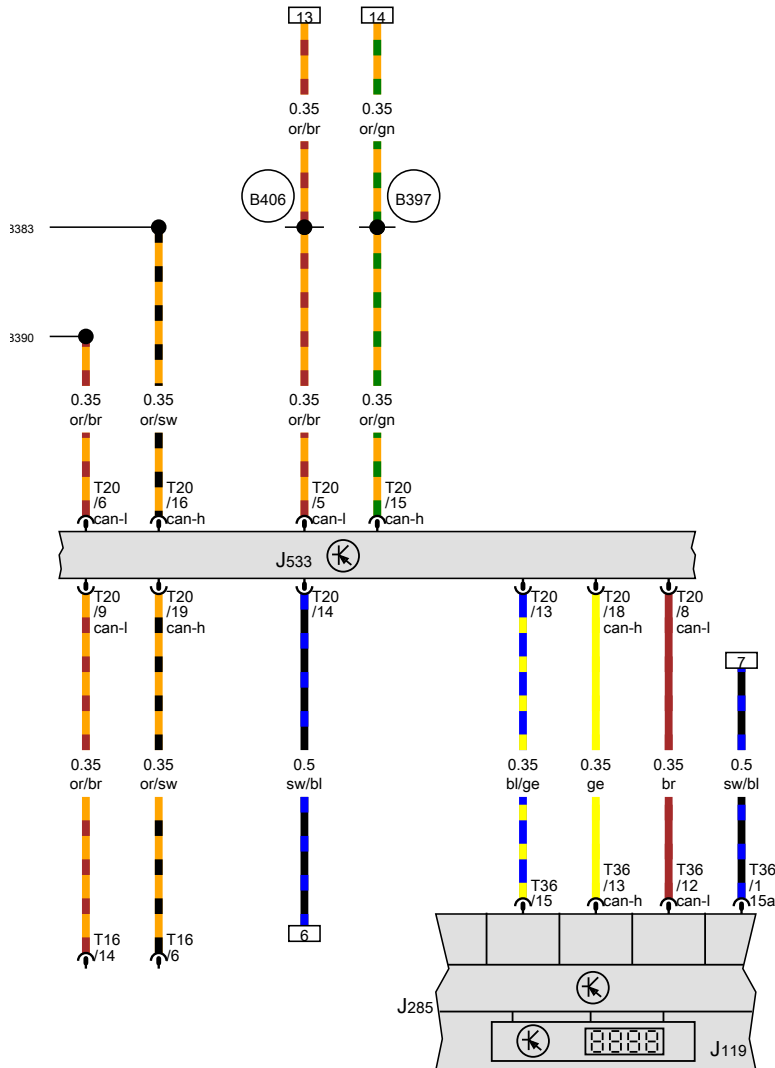 13
14
0.35
or/br
0.35
or/gn
B406
B397
3383
3390
0.35
or/br
0.35
or/sw
0.35
or/br
0.35
or/gn
T20
/6
can-l
T20
/16
can-h
T20
/5
can-l
T20
/15
can-h
J533
T20
/9
can-l
T20
/19
can-h
T20
/14
T20
/13
T20
/18
can-h
T20
/8
can-l
7
0.35
or/br
0.35
or/sw
0.5
sw/bl
0.35
bl/ge
0.35
ge
0.35
br
0.5
sw/bl
T36
/15
T36
/13
can-h
T36
/12
can-l
T36
/1
15a
T16
/14
T16
/6
6
J285
J119